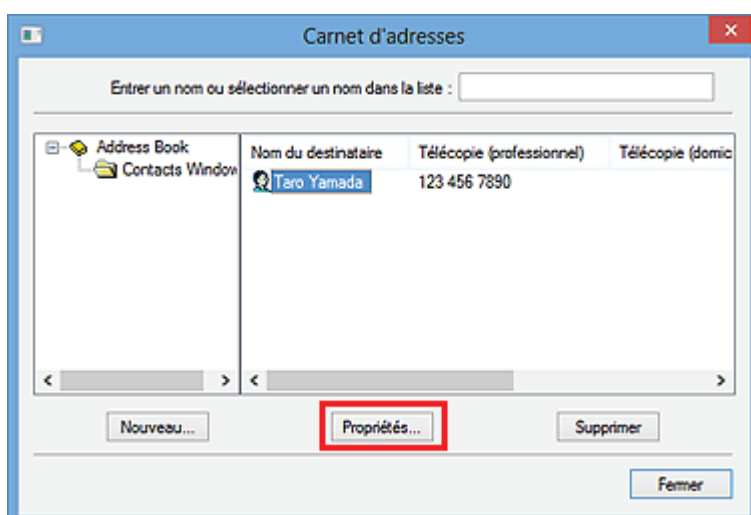 Carnet d'adresses
Entrer un nom ou sélectionner un nom dans la liste :
Address Book
Contacts Window
Nom du destinataire Télécopie (professionnel) Télécopie (domic
Taro Yamada 123 456 7890
Nouveau... Propriétés... Supprimer
Fermer